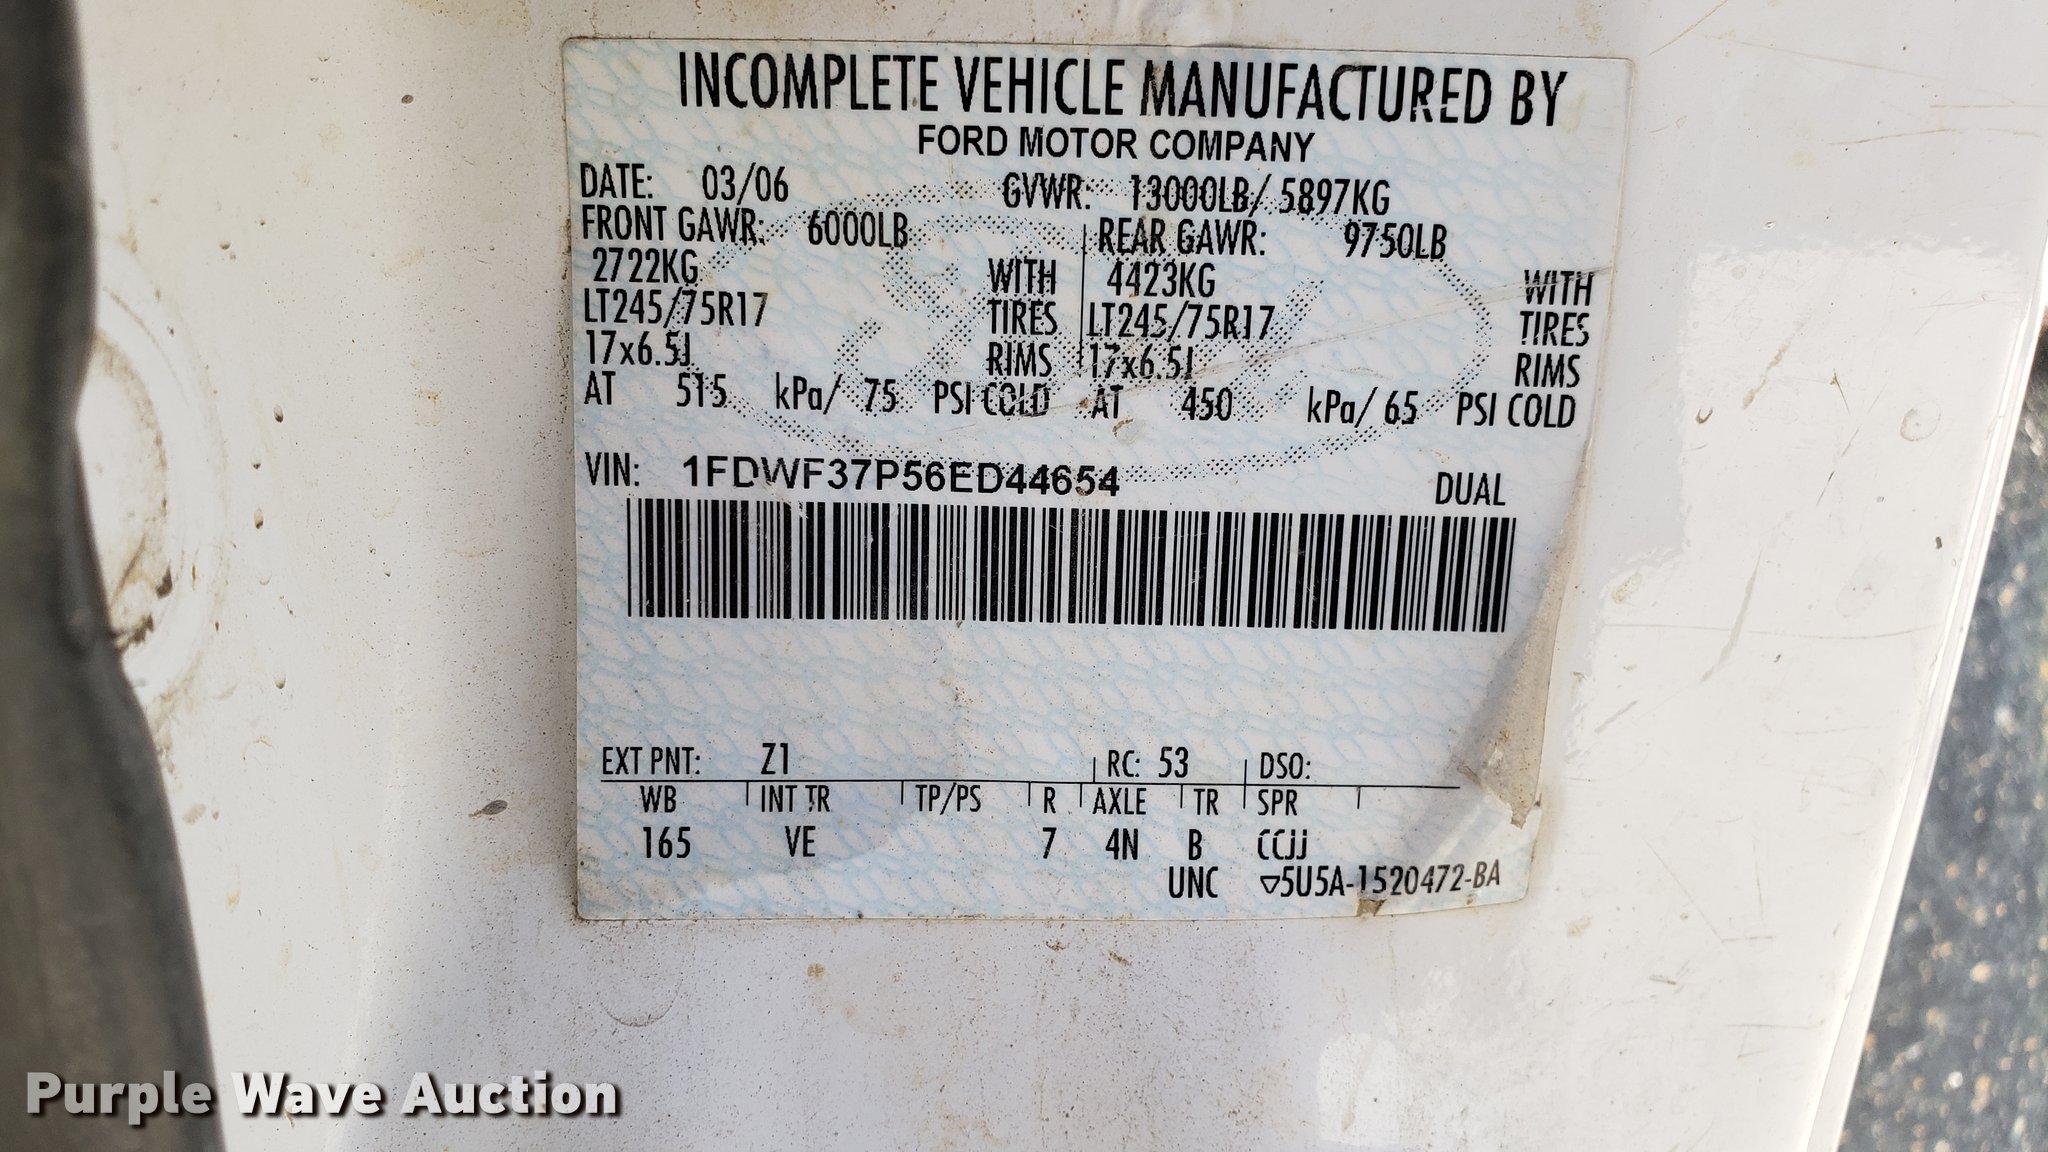 INCOMPLETE VEHICLE MANUFACTURED BY
FORD MOTOR COMPANY
DATE: 03/06 GVWR: 13000LB/ 5897KG
FRONT GAWR: 6000LB REAR GAWR: 9750LB
2722KG WITH 4423KG WITH
LT245/75R17 TIRES LT245/75R17 TIRES
17x6.5J RIMS 17x6.5J RIMS
AT 515 kPa/ 75 PSI COLD AT 450 kPa/ 65 PSI COLD
VIN: 1FDWF37P56ED44654 DUAL
EXT PNT: Z1 RC: 53 DSO:
WB INT TR TP/PS R AXLE TR SPR
165 VE 7 4N B CCJJ
UNC ▽5U5A-1520472-BA
Purple Wave Auction